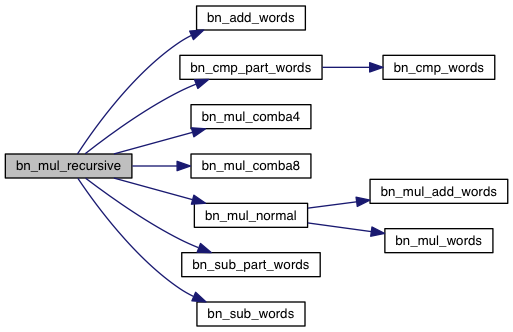 bn_add_words
bn_cmp_part_words
bn_cmp_words
bn_mul_comba4
bn_mul_recursive
bn_mul_comba8
bn_mul_add_words
bn_mul_normal
bn_mul_words
bn_sub_part_words
bn_sub_words